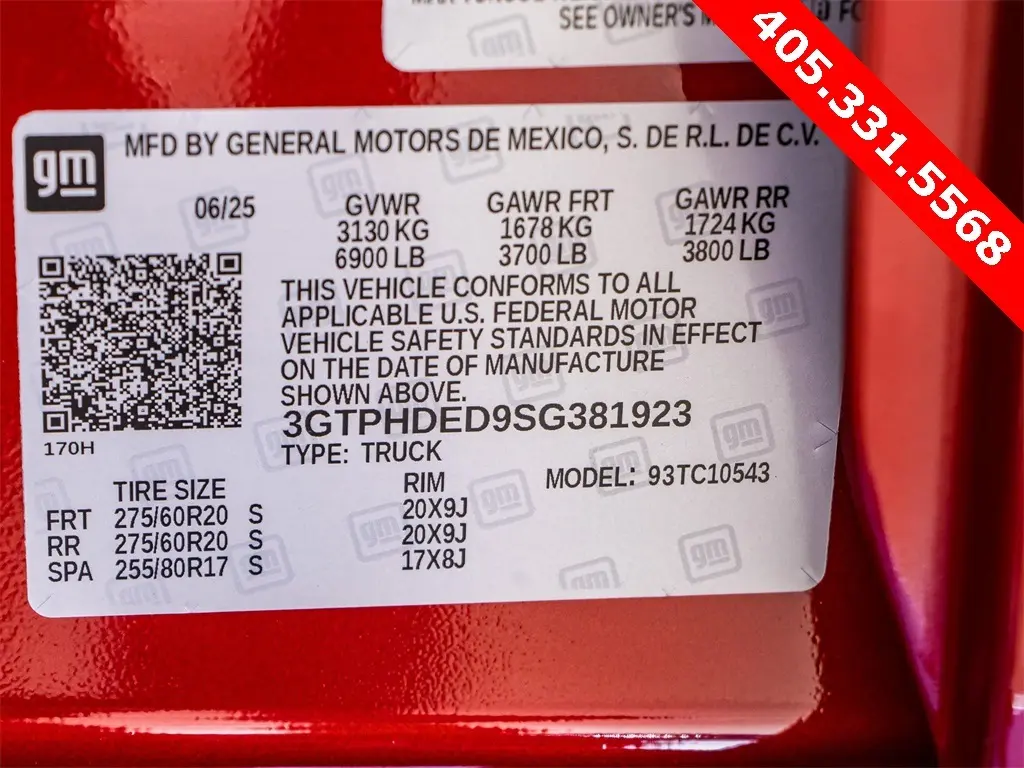 SEE OWNER'S
405.331.5568
gm
MFD BY GENERAL MOTORS DE MEXICO, S. DE R.L. DE C.V.
06/25 GVWR GAWR FRT GAWR RR
3130 KG 1678 KG 1724 KG
6900 LB 3700 LB 3800 LB
THIS VEHICLE CONFORMS TO ALL
APPLICABLE U.S. FEDERAL MOTOR
VEHICLE SAFETY STANDARDS IN EFFECT
ON THE DATE OF MANUFACTURE
SHOWN ABOVE.
3GTPHDED9SG381923
170H
TYPE: TRUCK
MODEL: 93TC10543
TIRE SIZE RIM
FRT 275/60R20 S 20X9J
RR 275/60R20 S 20X9J
SPA 255/80R17 S 17X8J